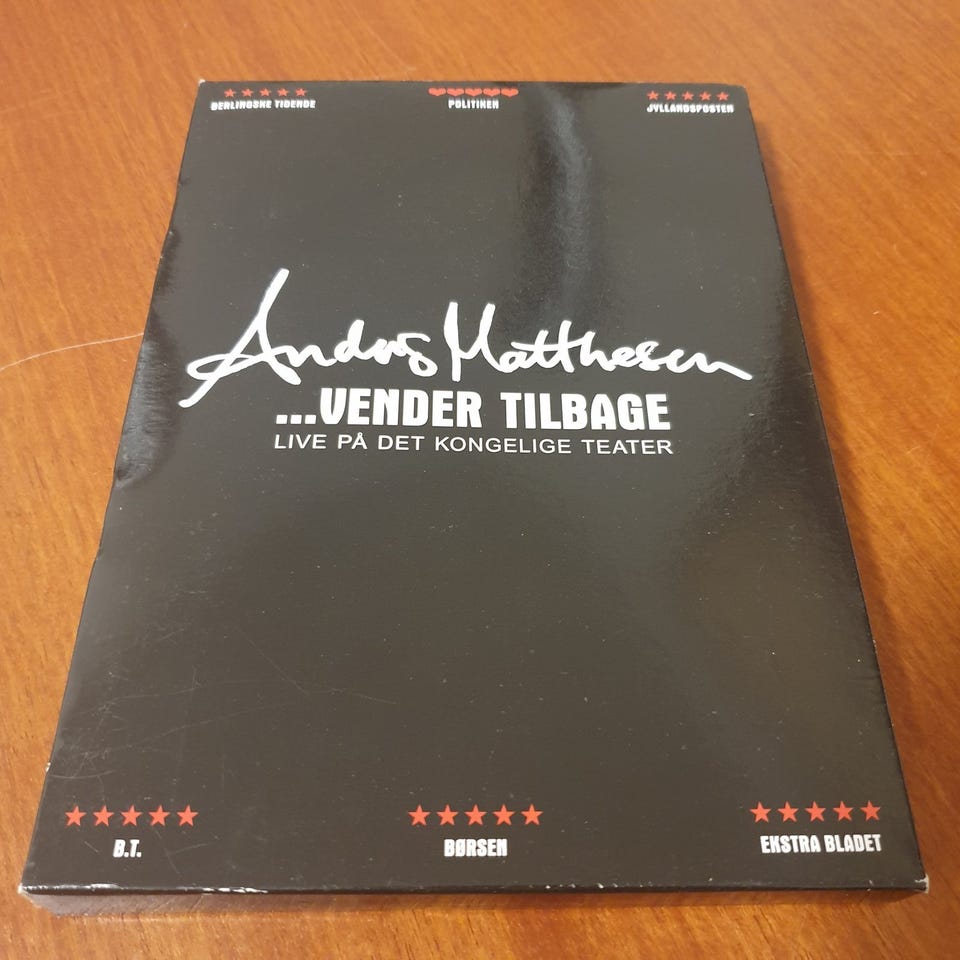 BERLINGSKE TIDENDE
POLITIKEN
JYLLANDSPOSTEN
Anders Matthesen
...VENDER TILBAGE
LIVE PÅ DET KONGELIGE TEATER
B.T.
BØRSEN
EKSTRA BLADET